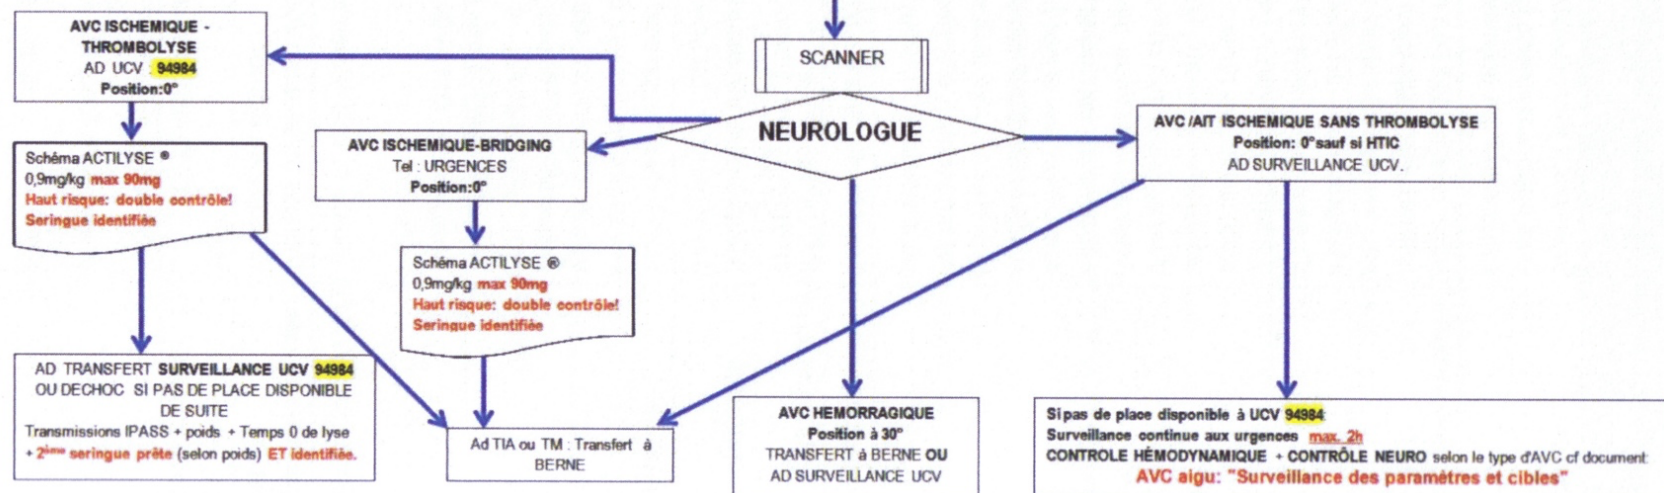 AVC ISCHEMIQUE -
THROMBOLYSE
AD UCV : 94984
Position:0°
SCANNER
NEUROLOGUE
AVC ISCHEMIQUE-BRIDGING
Tel : URGENCES
Position:0°
AVC /AIT ISCHEMIQUE SANS THROMBOLYSE
Position: 0°sauf si HTIC
AD SURVEILLANCE UCV.
Schéma ACTILYSE ®
0,9mg/kg max 90mg
Haut risque: double contrôle!
Seringue identifiée
Schéma ACTILYSE ®
0,9mg/kg max 90mg
Haut risque: double contrôle!
Seringue identifiée
AD TRANSFERT SURVEILLANCE UCV 94984
OU DECHOC SI PAS DE PLACE DISPONIBLE
DE SUITE
Transmissions IPASS + poids + Temps 0 de lyse
+ 2ème seringue prête (selon poids) ET identifiée.
Ad TIA ou TM : Transfert à
BERNE
AVC HEMORRAGIQUE
Position à 30°
TRANSFERT à BERNE OU
AD SURVEILLANCE UCV
Si pas de place disponible à UCV 94984:
Surveillance continue aux urgences max. 2h
CONTROLE HÉMODYNAMIQUE + CONTRÔLE NEURO selon le type d'AVC cf document:
AVC aigu: "Surveillance des paramètres et cibles"